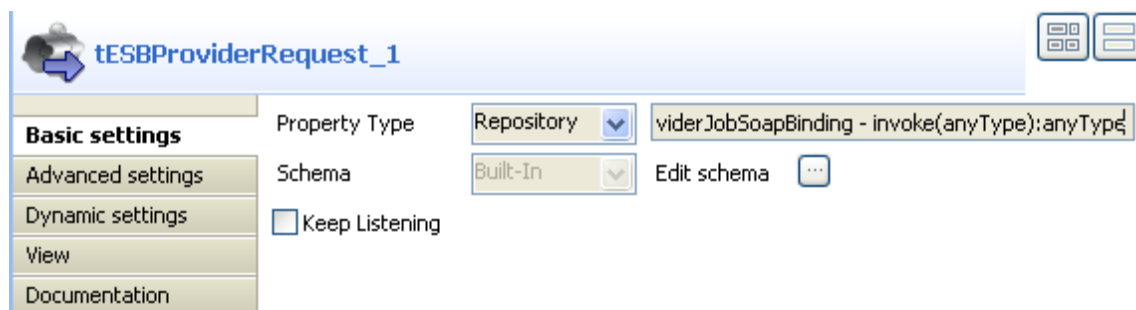 tESBProviderRequest_1
Basic settings
Advanced settings
Dynamic settings
View
Documentation
Property Type Repository viderJobSoapBinding - invoke(anyType):anyType
Schema Built-In Edit schema ...
Keep Listening